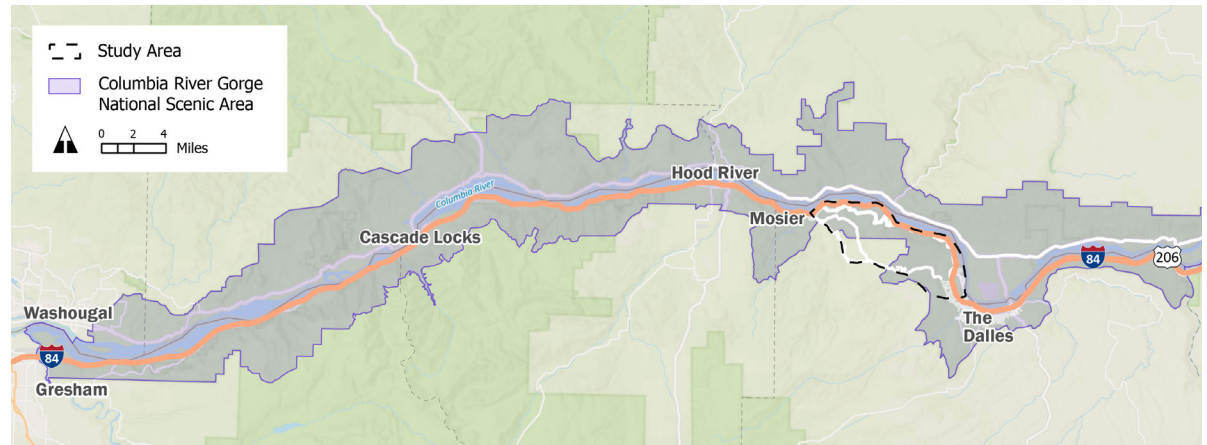 Study Area
Columbia River Gorge
National Scenic Area
0 2 4
Miles
Hood River
Columbia River
Mosier
Cascade Locks
84
206
Washougal
The
Dalles
84
Gresham